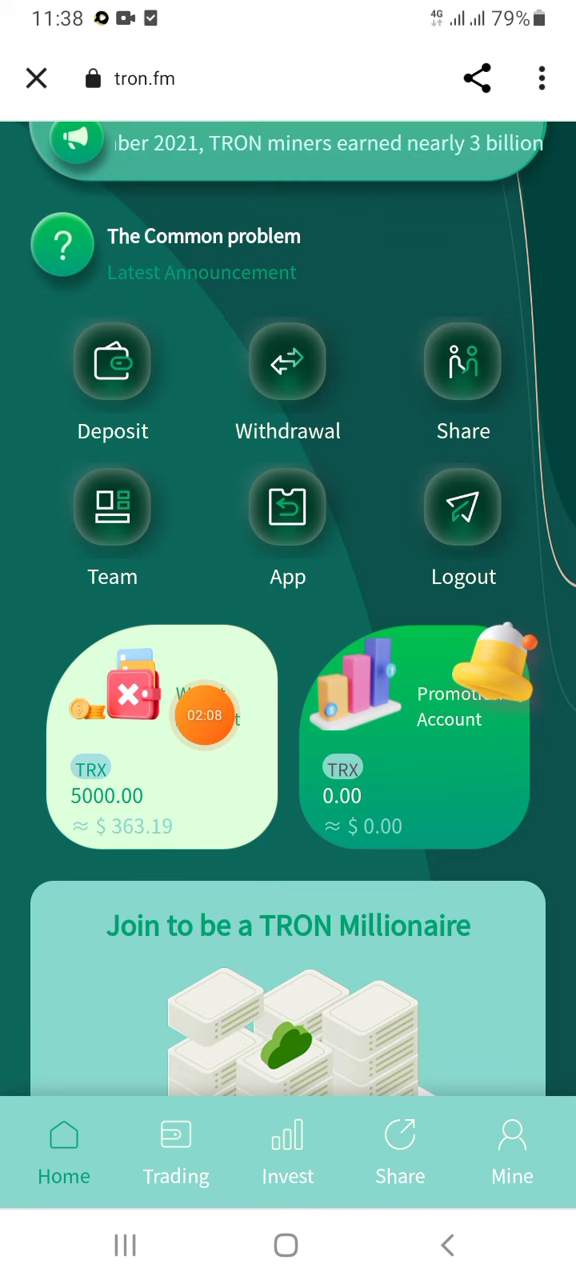 11:38
4G
79%
tron.fm
ber 2021, TRON miners earned nearly 3 billion
The Common problem
Latest Announcement
Deposit
Withdrawal
Share
Team
App
Logout
02:08
Account
TRX
5000.00
≈ $ 363.19
TRX
0.00
≈ $ 0.00
Join to be a TRON Millionaire
Home
Trading
Invest
Share
Mine